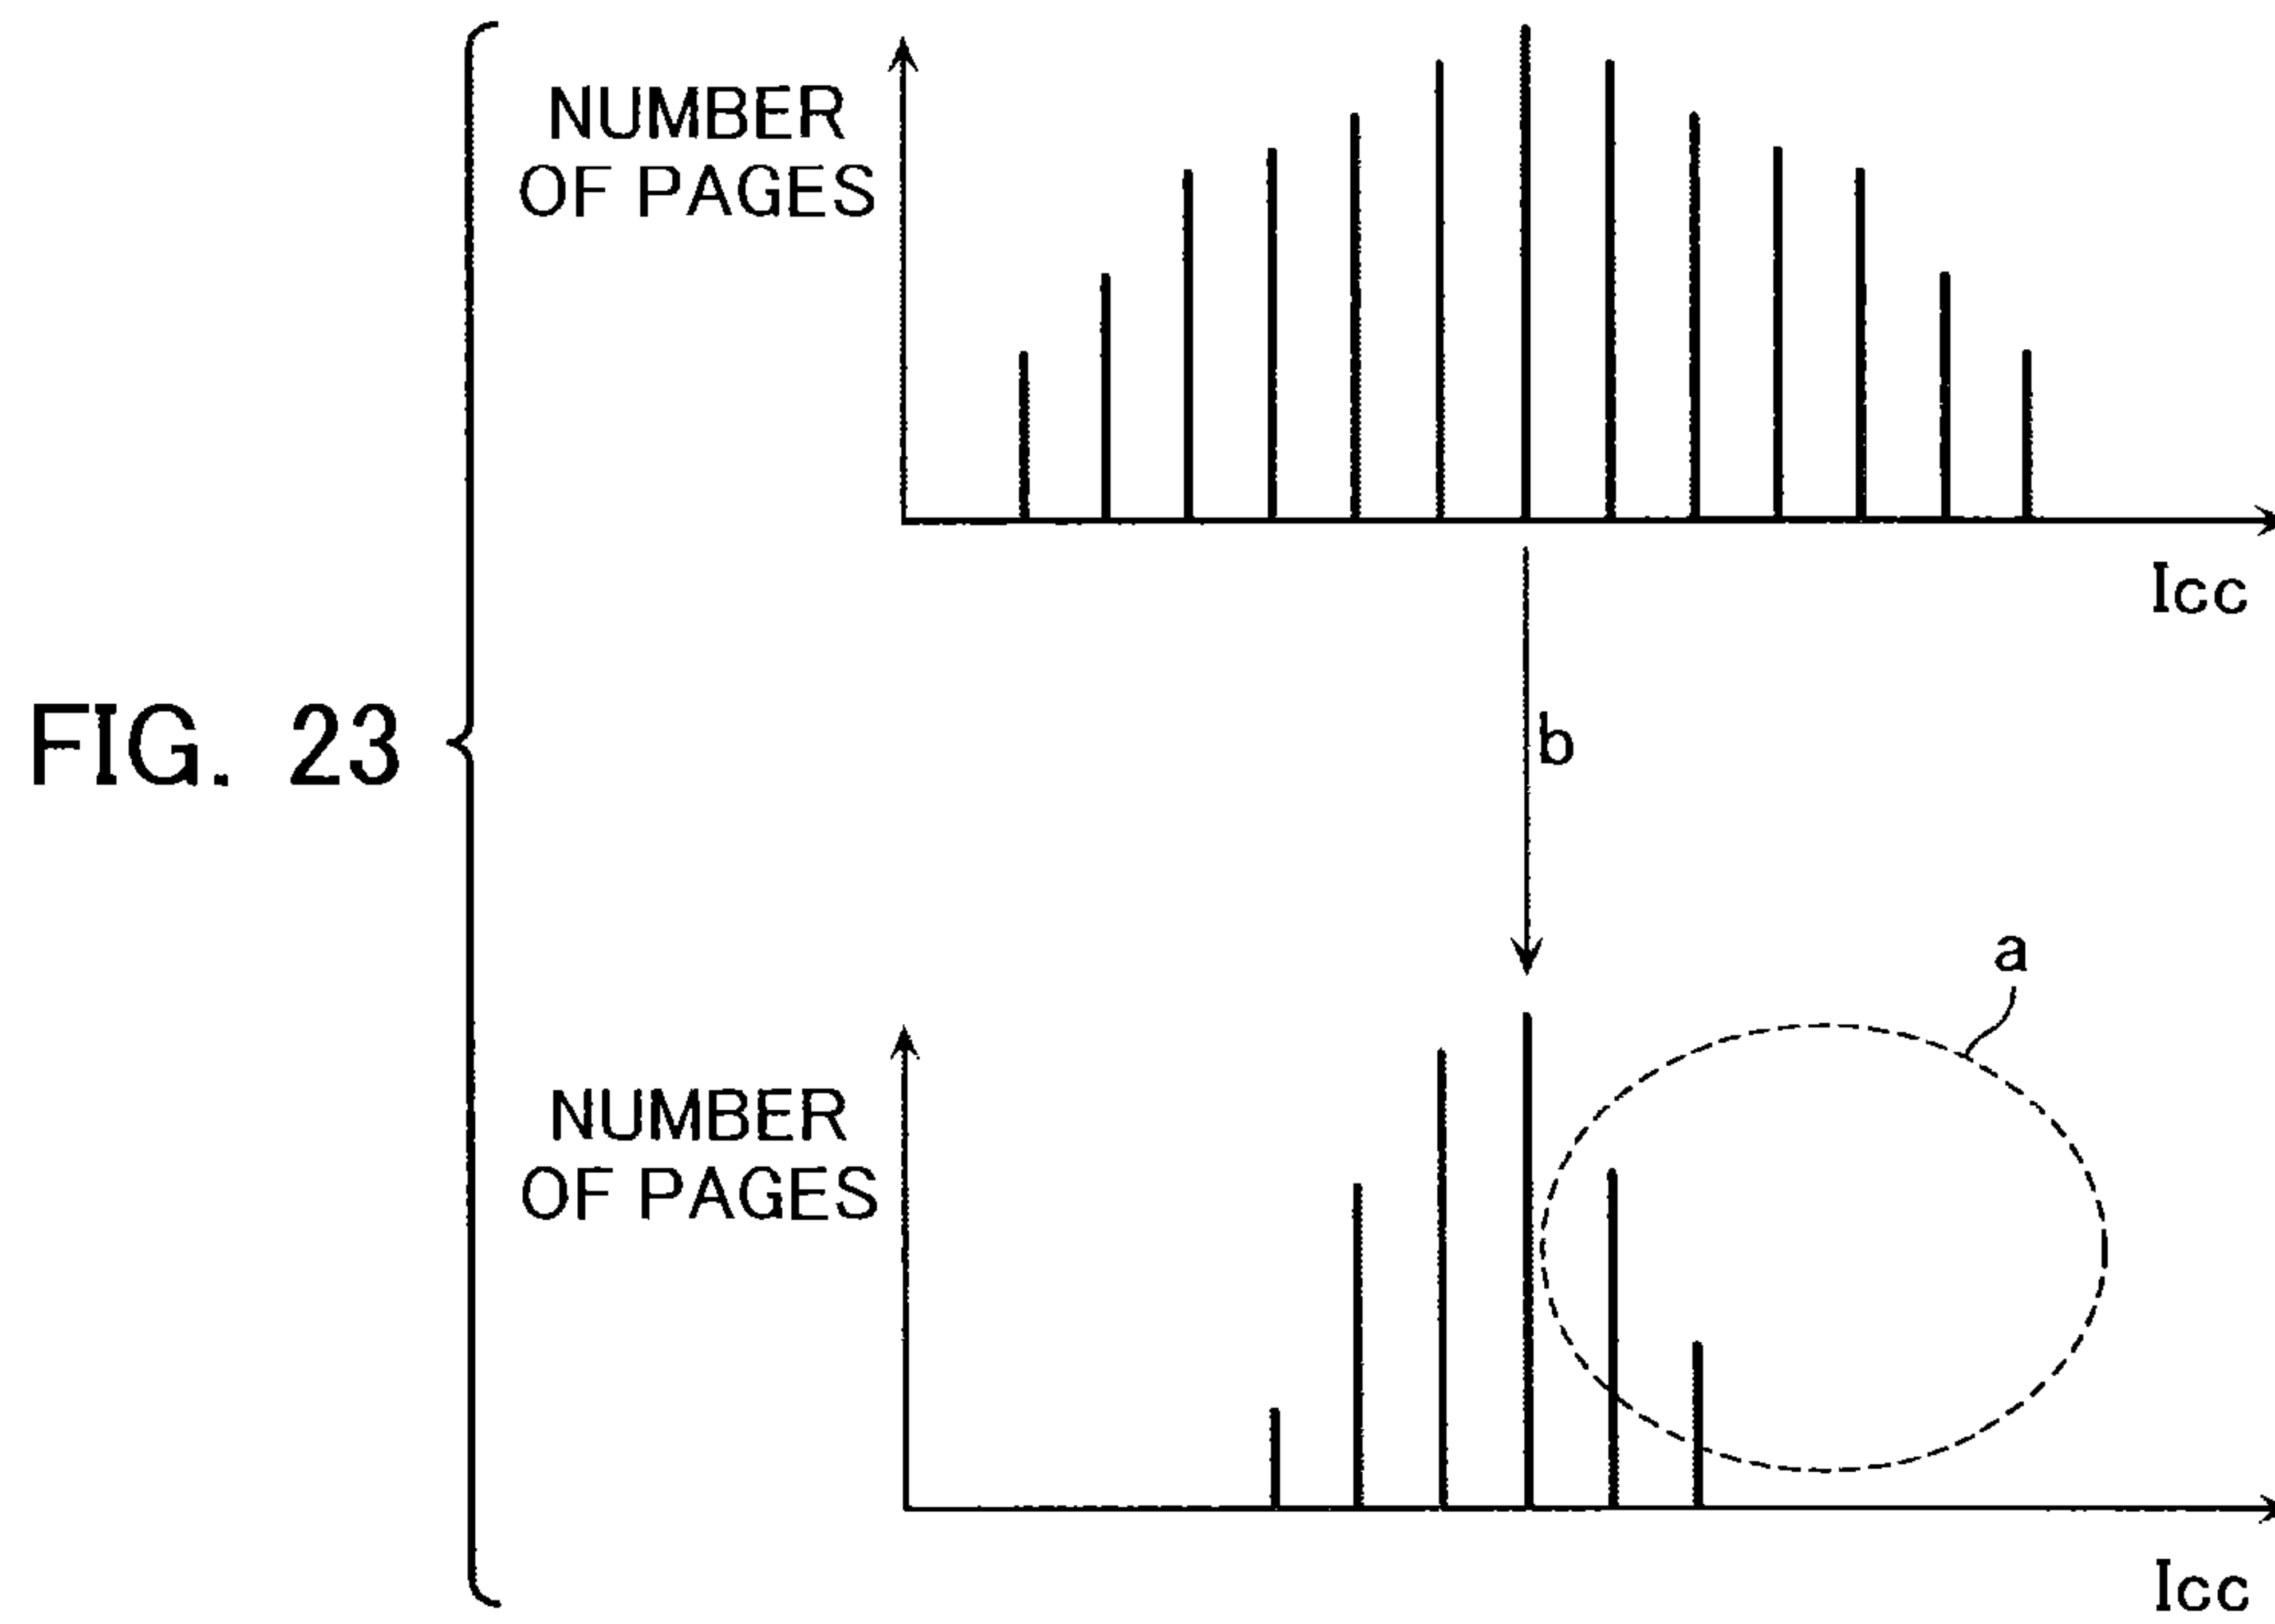 NUMBER
OF PAGES
Icc
FIG. 23
b
a
NUMBER
OF PAGES
Icc